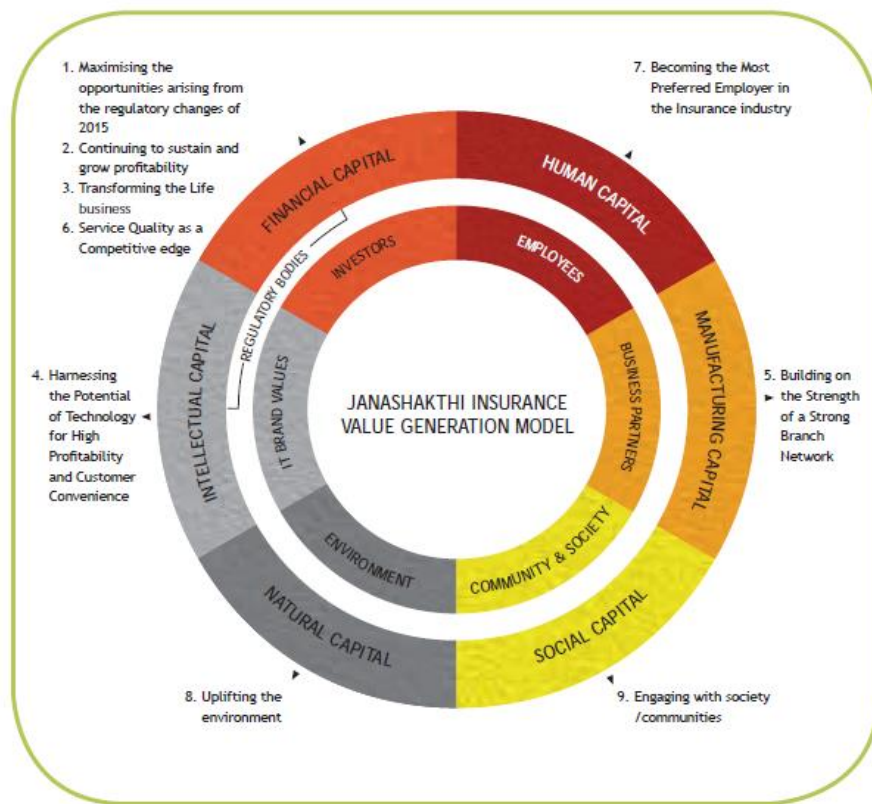 1. Maximising the
opportunities arising from
the regulatory changes of
2015
2. Continuing to sustain and
grow profitability
3. Transforming the Life
business
6. Service Quality as a
Competitive edge
7. Becoming the Most
Preferred Employer in
the Insurance industry
FINANCIAL CAPITAL
HUMAN CAPITAL
REGULATORY BODIES
INVESTORS
EMPLOYEES
INTELLECTUAL CAPITAL
IT BRAND VALUES
BUSINESS PARTNERS
MANUFACTURING CAPITAL
4. Harnessing
the Potential
of Technology
for High
Profitability
and Customer
Convenience
JANASHAKTHI INSURANCE
VALUE GENERATION MODEL
5. Building on
the Strength
of a Strong
Branch
Network
ENVIRONMENT
COMMUNITY & SOCIETY
NATURAL CAPITAL
SOCIAL CAPITAL
8. Uplifting the
environment
9. Engaging with society
/communities